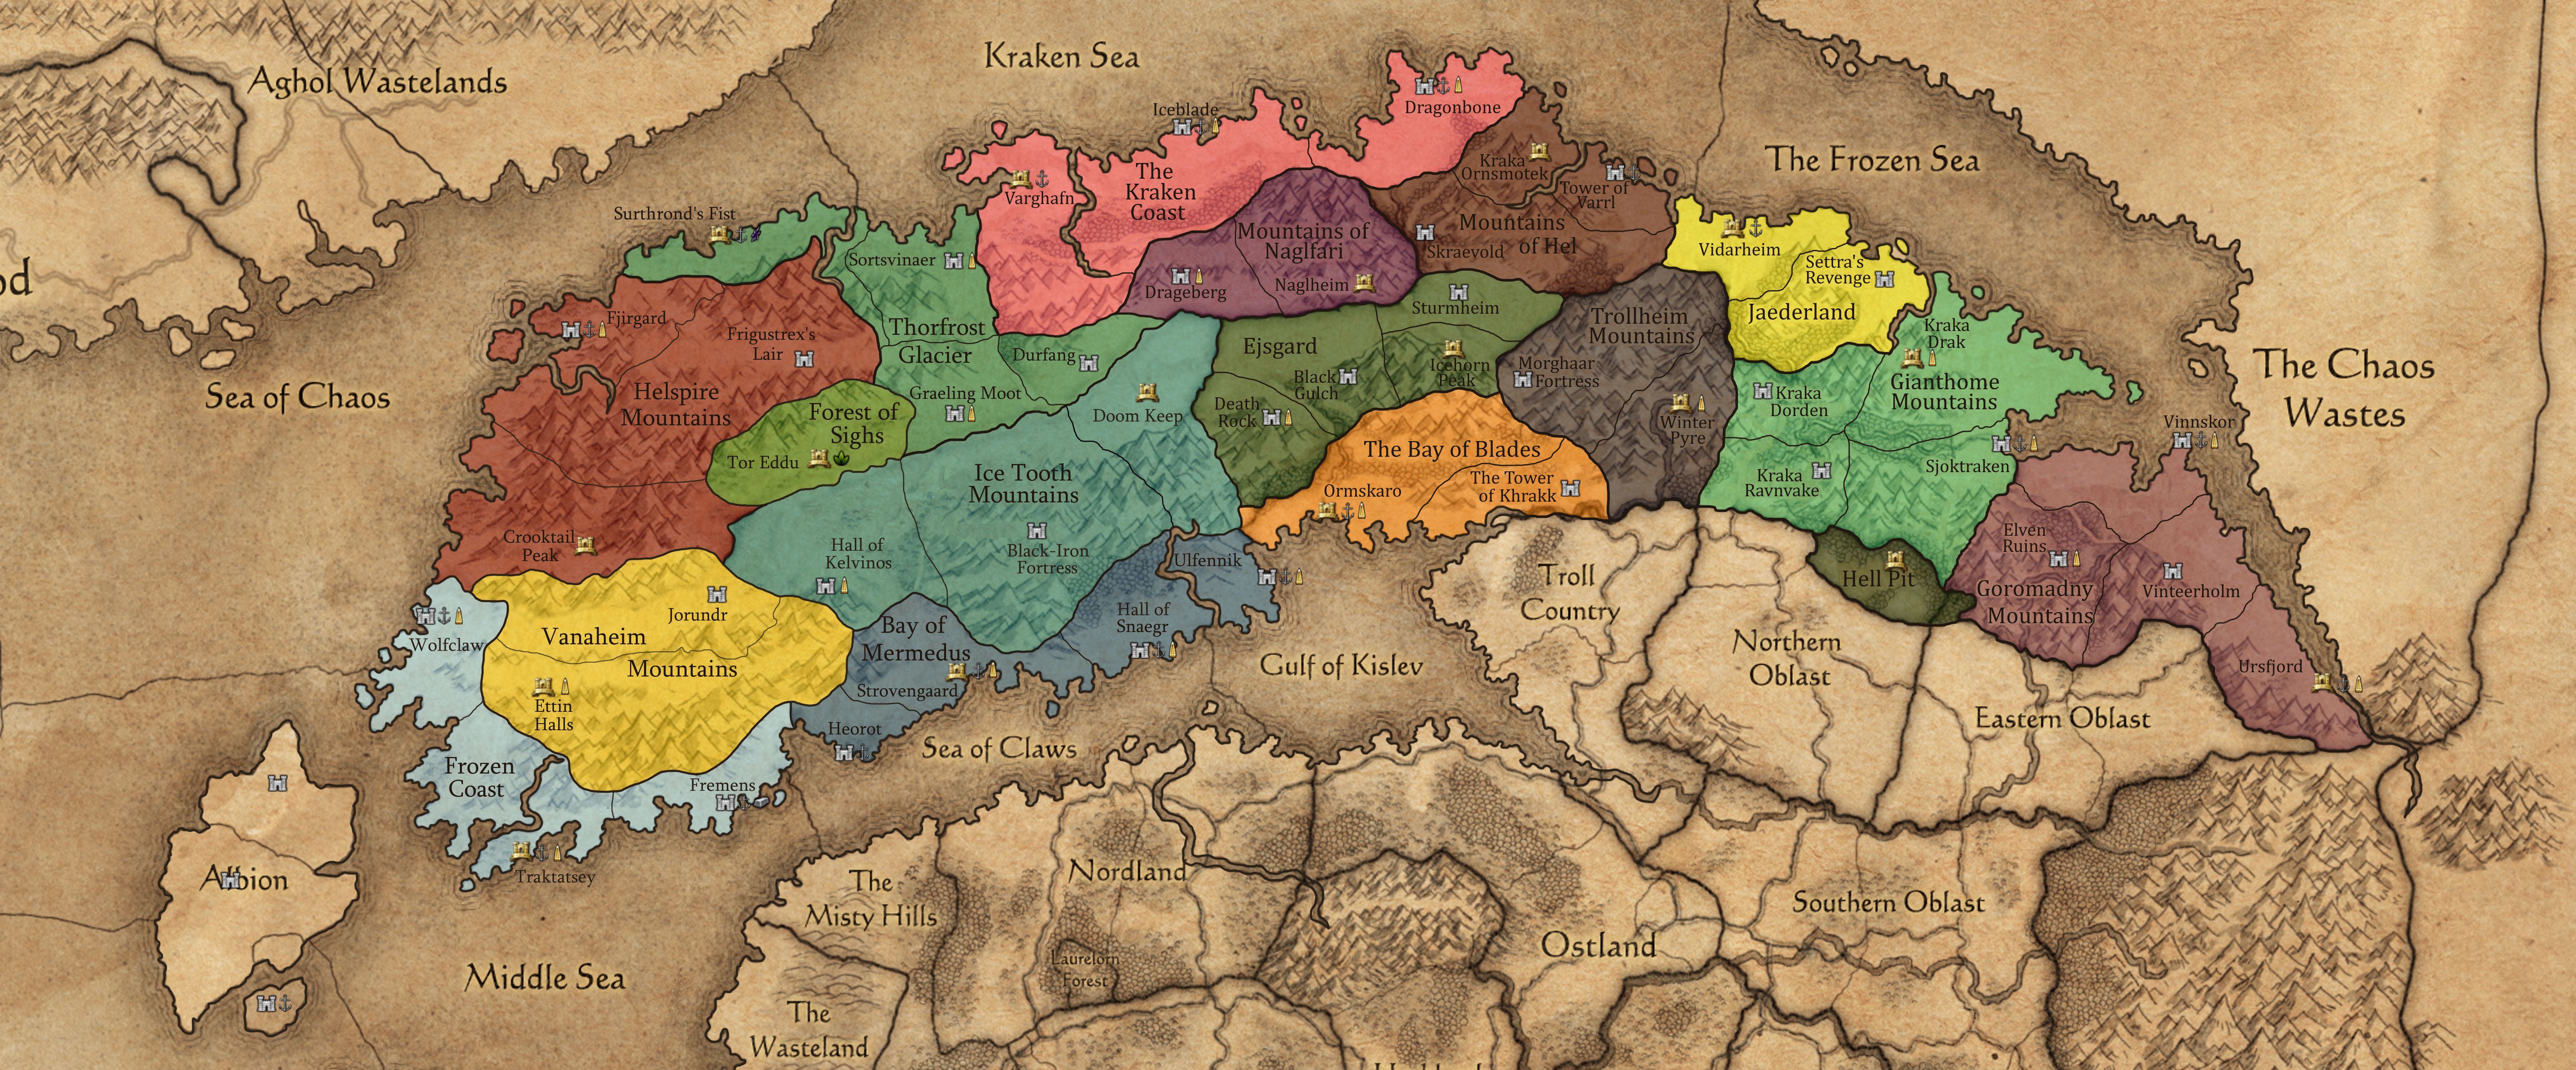 Kraken Sea
Aghol Wastelands
Dragonbone
Iceblade
The Frozen Sea
Kraka
Ornsmotek
The
Kraken
Coast
Varghafn
Tower of
Varrl
Surthrond's Fist
Mountains
of Hel
Mountains of
Naglfari
Skraevold
Vidarheim
Sortsvinaer
Settra's
Revenge
od
Drageberg
Naglheim
Sturmheim
Jaederland
Fjirgard
Thorfrost
Glacier
Trollheim
Mountains
Kraka
Drak
Frigustrex's
Lair
Durfang
Ejsgard
Icehorn
Peak
Morghaar
Fortress
The Chaos
Wastes
Sea of Chaos
Helspire
Mountains
Graeling Moot
Black
Gulch
Gianthome
Mountains
Kraka
Dorden
Forest of
Sighs
Doom Keep
Death
Rock
Winter
Pyre
Vinnskor
Tor Eddu
The Bay of Blades
Sjoktraken
Ice Tooth
Mountains
Ormskaro
The Tower
of Khrakk
Kraka
Ravnvake
Crooktail
Peak
Hall of
Kelvinos
Black-Iron
Fortress
Ulfennik
Elven
Ruins
Troll
Country
Hell Pit
Goromadny
Mountains
Vinteerholm
Wolfclaw
Vanaheim
Mountains
Jorundr
Bay of
Mermedus
Hall of
Snaegr
Gulf of Kislev
Northern
Oblast
Ursfjord
Strovengaard
Ettin
Halls
Heorot
Sea of Claws
Eastern Oblast
Frozen
Coast
Fremens
Traktatsey
Albion
The
Misty Hills
Nordland
Southern Oblast
Ostland
Laurelorn
Forest
Middle Sea
The
Wasteland